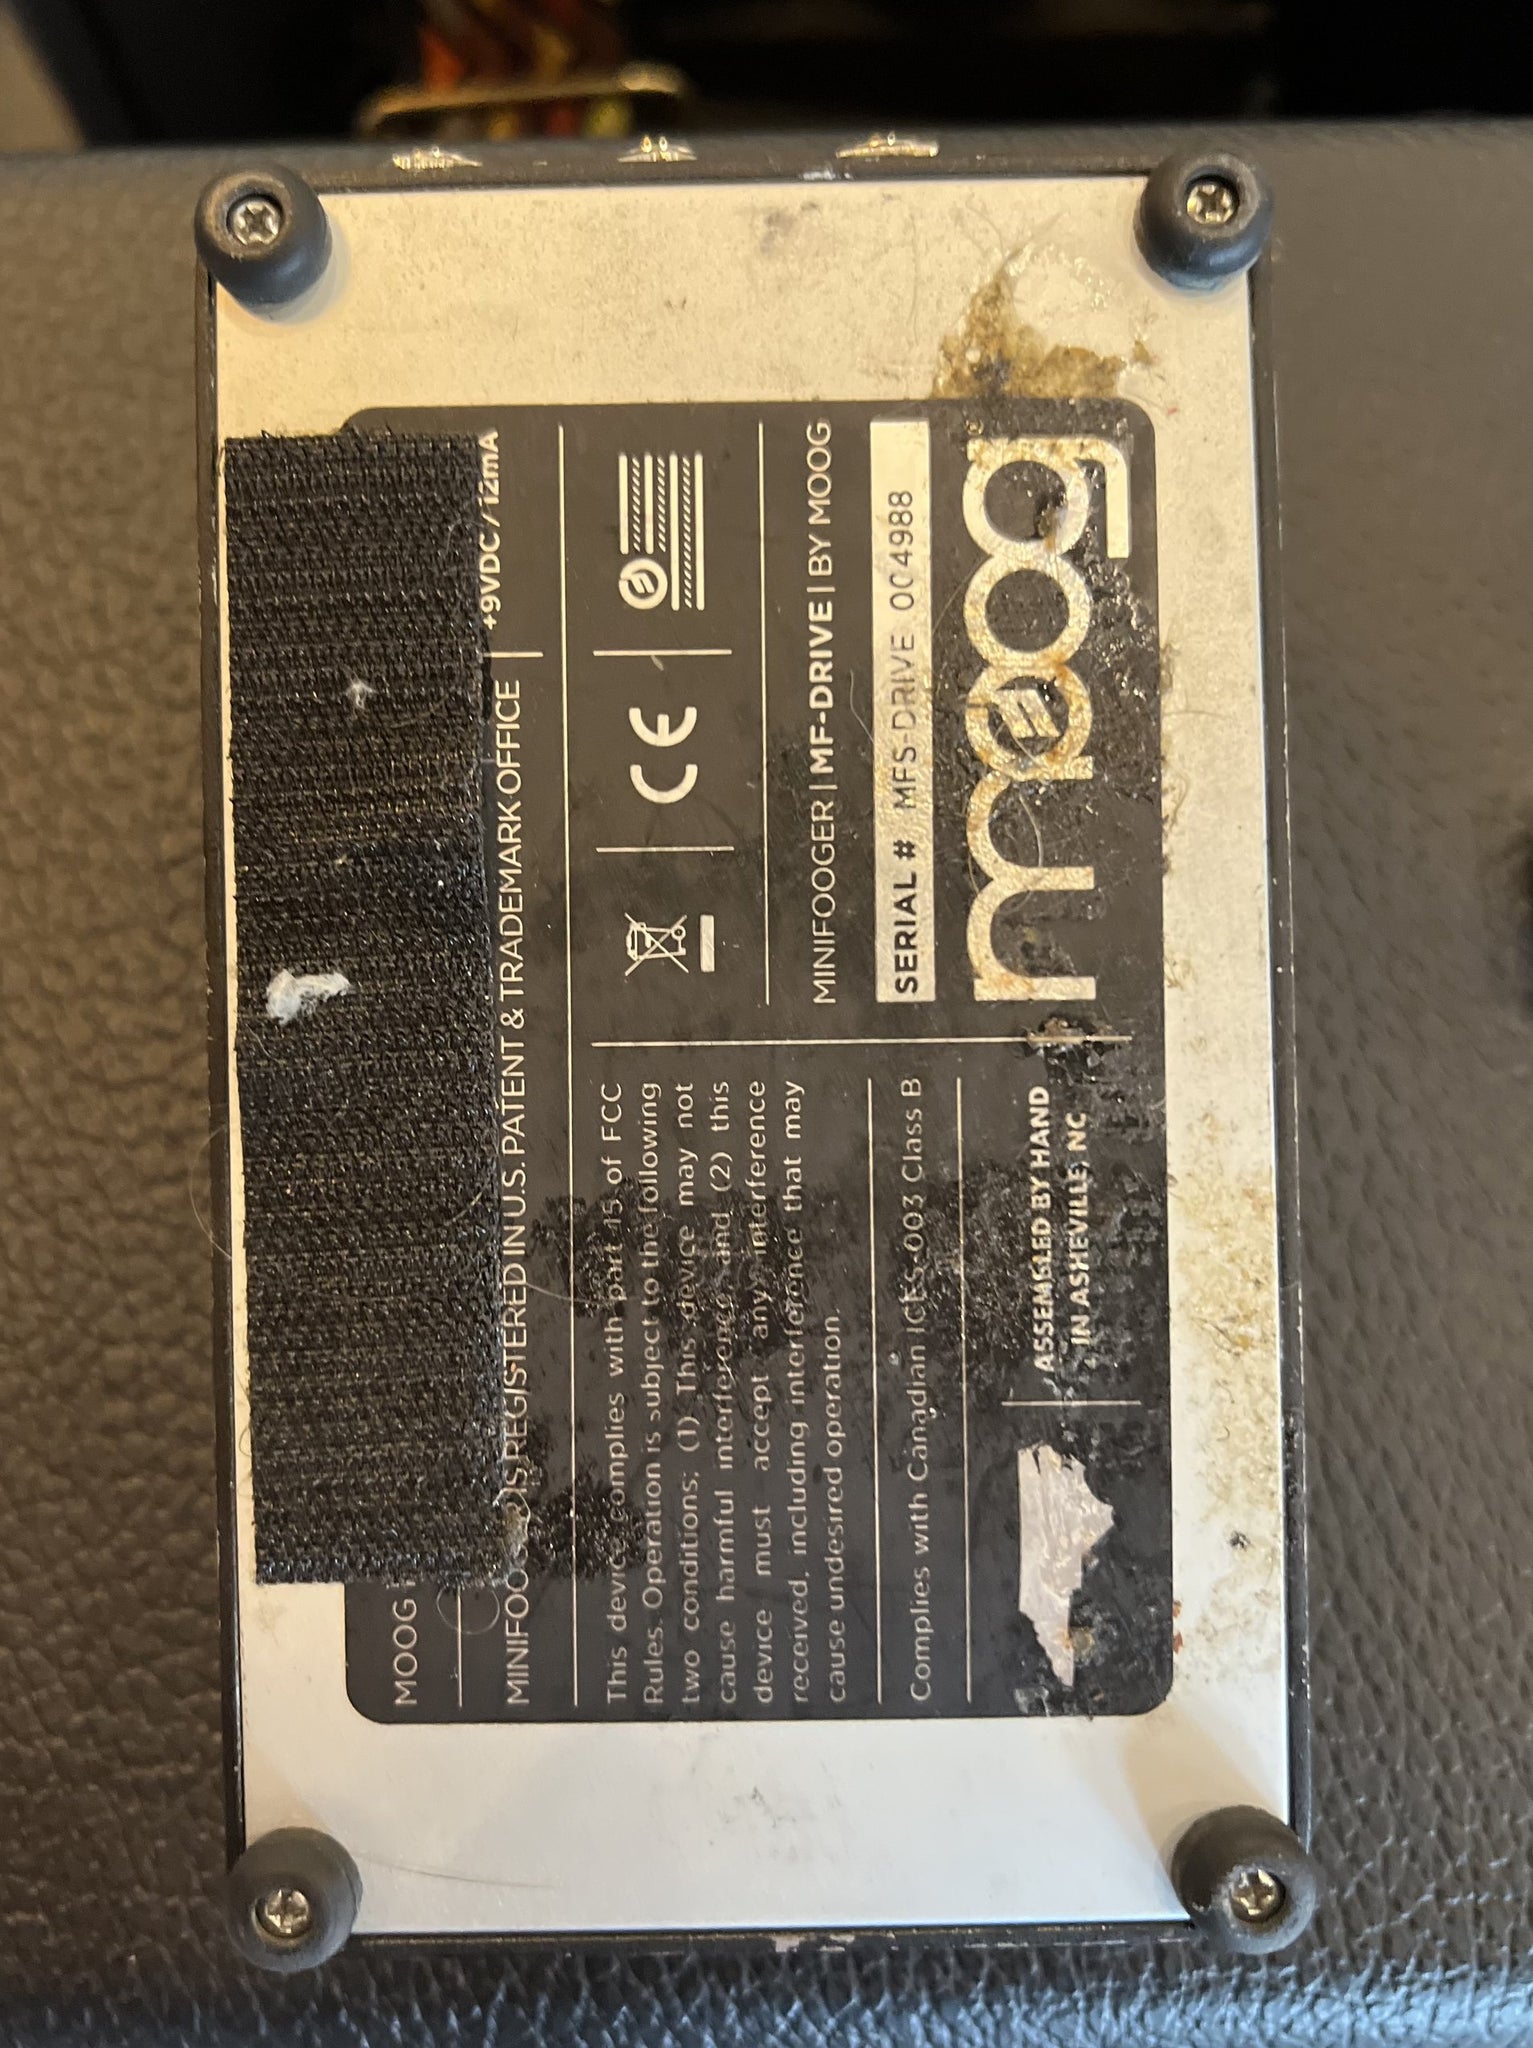 MOOG
+9VDC / 12mA
MINIFOOGER IS REGISTERED IN U.S. PATENT & TRADEMARK OFFICE
This device complies with part 15 of FCC
Rules. Operation is subject to the following
two conditions: (1) This device may not
cause harmful interference, and (2) this
device must accept any interference
received, including interference that may
cause undesired operation.
Complies with Canadian ICES-003 Class B
ASSEMBLED BY HAND
IN ASHEVILLE, NC
CE
MINIFOOGER | MF-DRIVE | BY MOOG
SERIAL # MFS-DRIVE 004988
moog